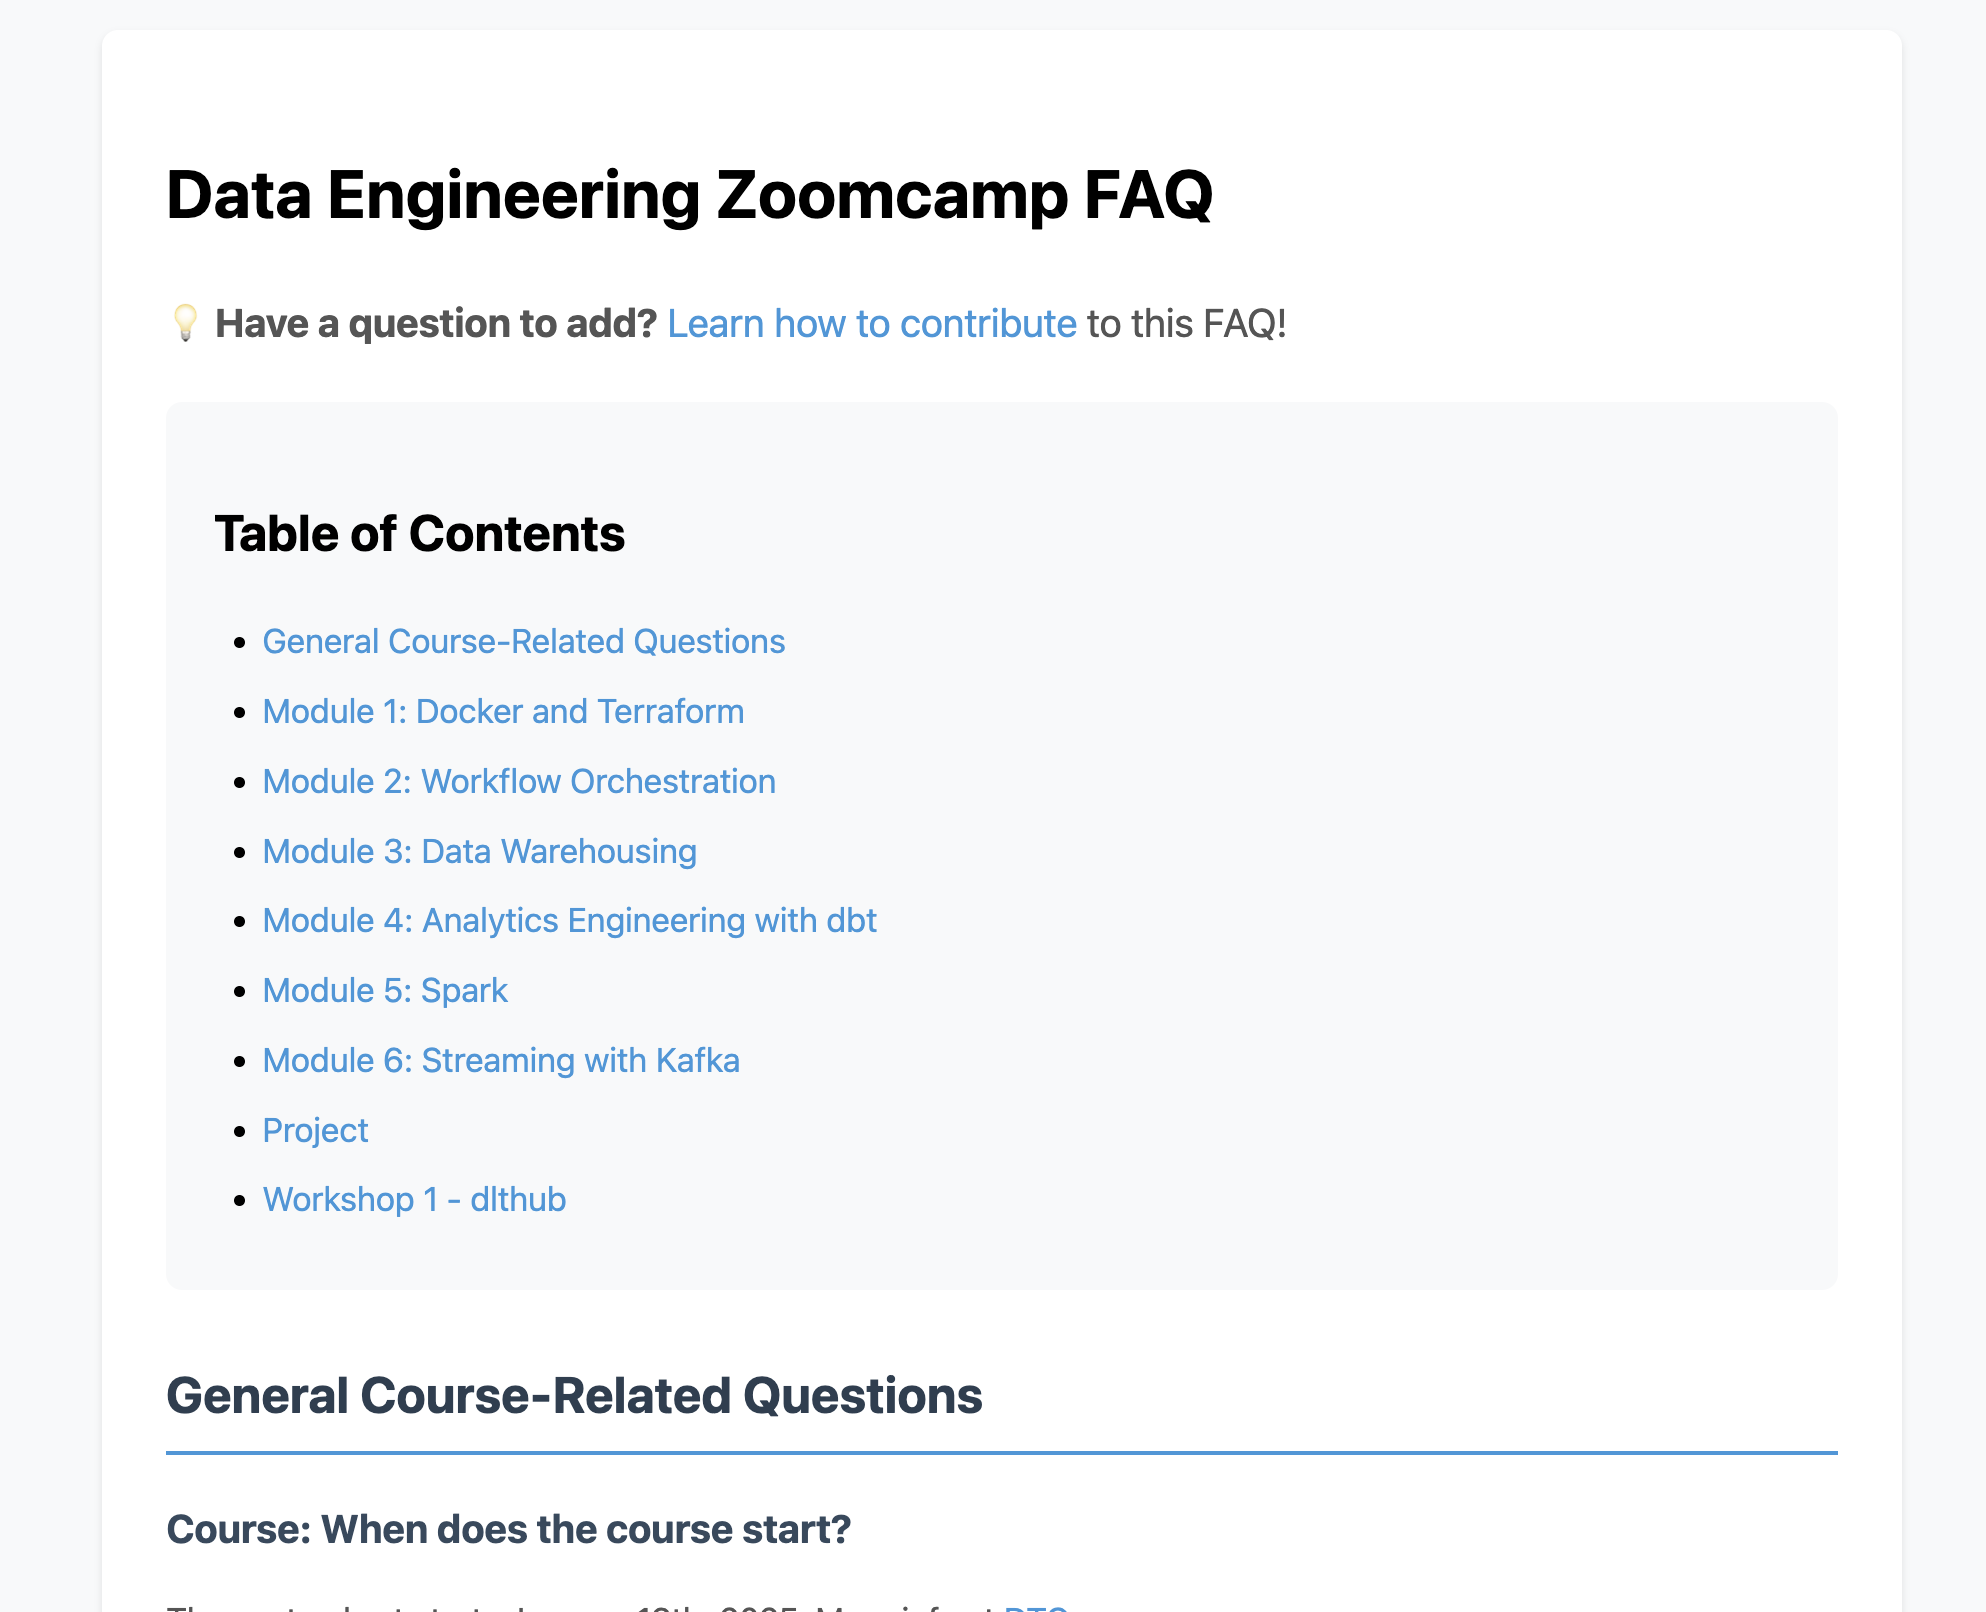 Data Engineering Zoomcamp FAQ
💡 Have a question to add? Learn how to contribute to this FAQ!
Table of Contents
• General Course-Related Questions
• Module 1: Docker and Terraform
• Module 2: Workflow Orchestration
• Module 3: Data Warehousing
• Module 4: Analytics Engineering with dbt
• Module 5: Spark
• Module 6: Streaming with Kafka
• Project
• Workshop 1 - dlthub
General Course-Related Questions
Course: When does the course start?